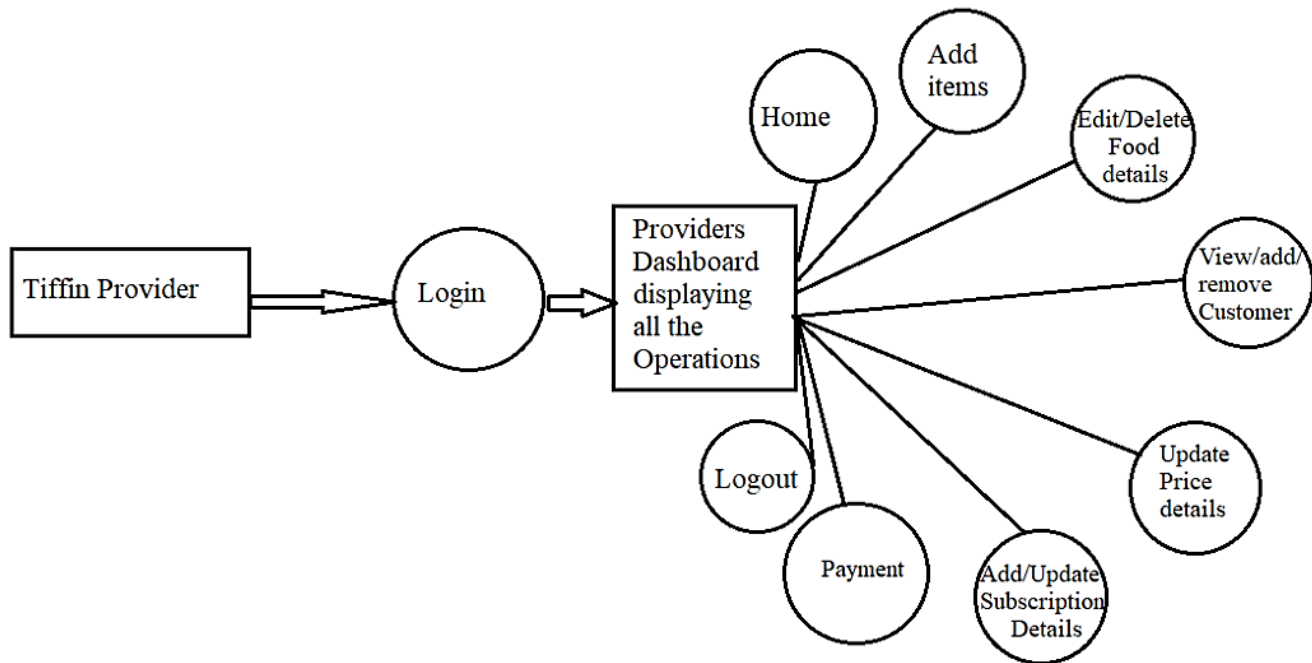 Tiffin Provider
Login
Providers
Dashboard
displaying
all the
Operations
Home
Add
items
Edit/Delete
Food
details
View/add/
remove
Customer
Update
Price
details
Add/Update
Subscription
Details
Payment
Logout